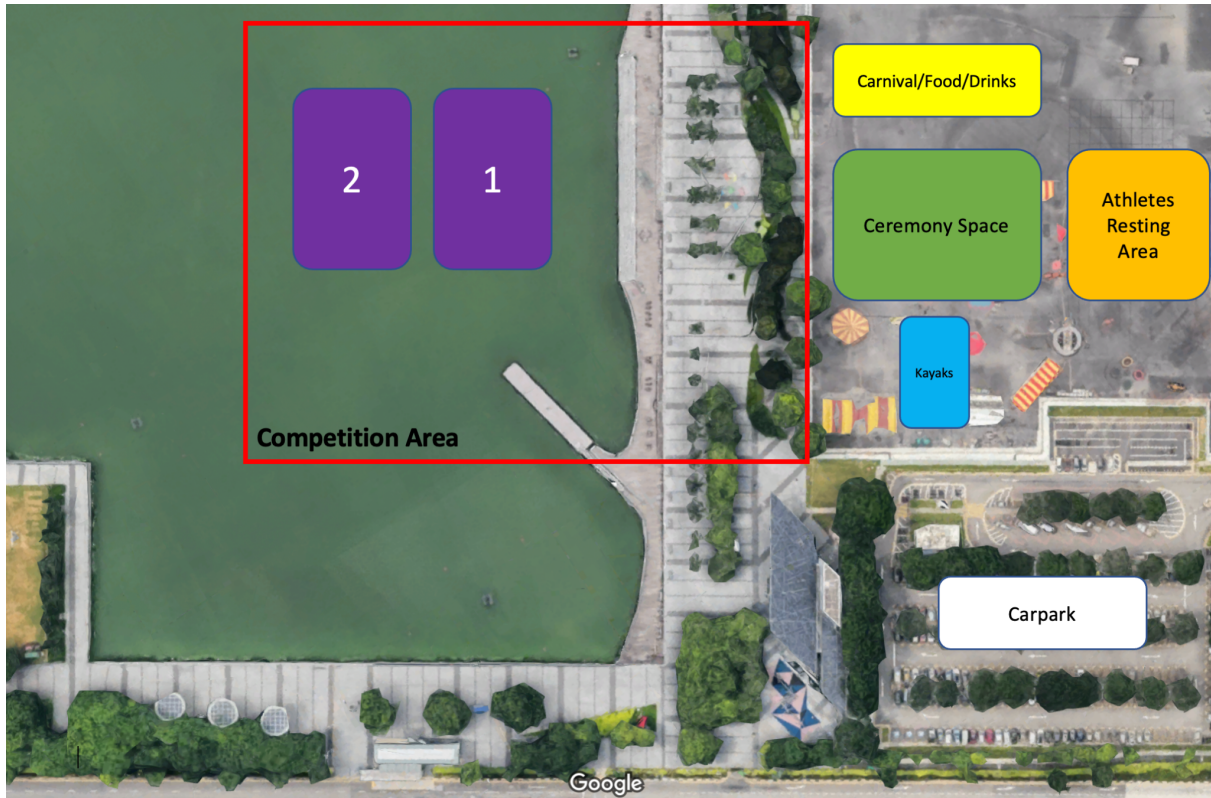 Carnival/Food/Drinks
2
1
Ceremony Space
Athletes
Resting
Area
Kayaks
Competition Area
Carpark
Google